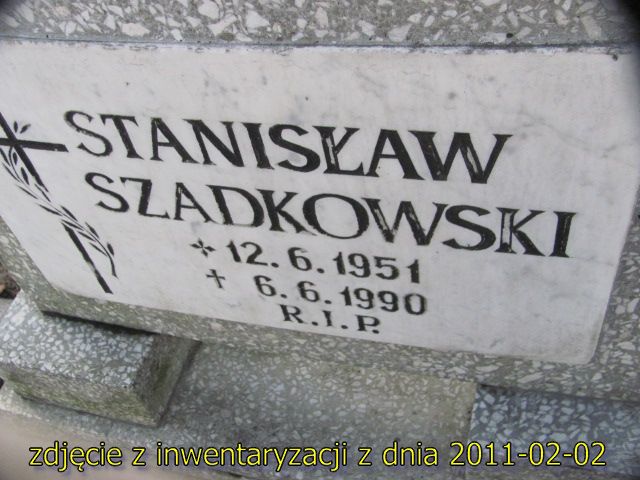 STANISŁAW
SZADKOWSKI
✢ 12.6.1951
✝ 6.6.1990
R.I.P.
zdjęcie z inwentaryzacji z dnia 2011-02-02